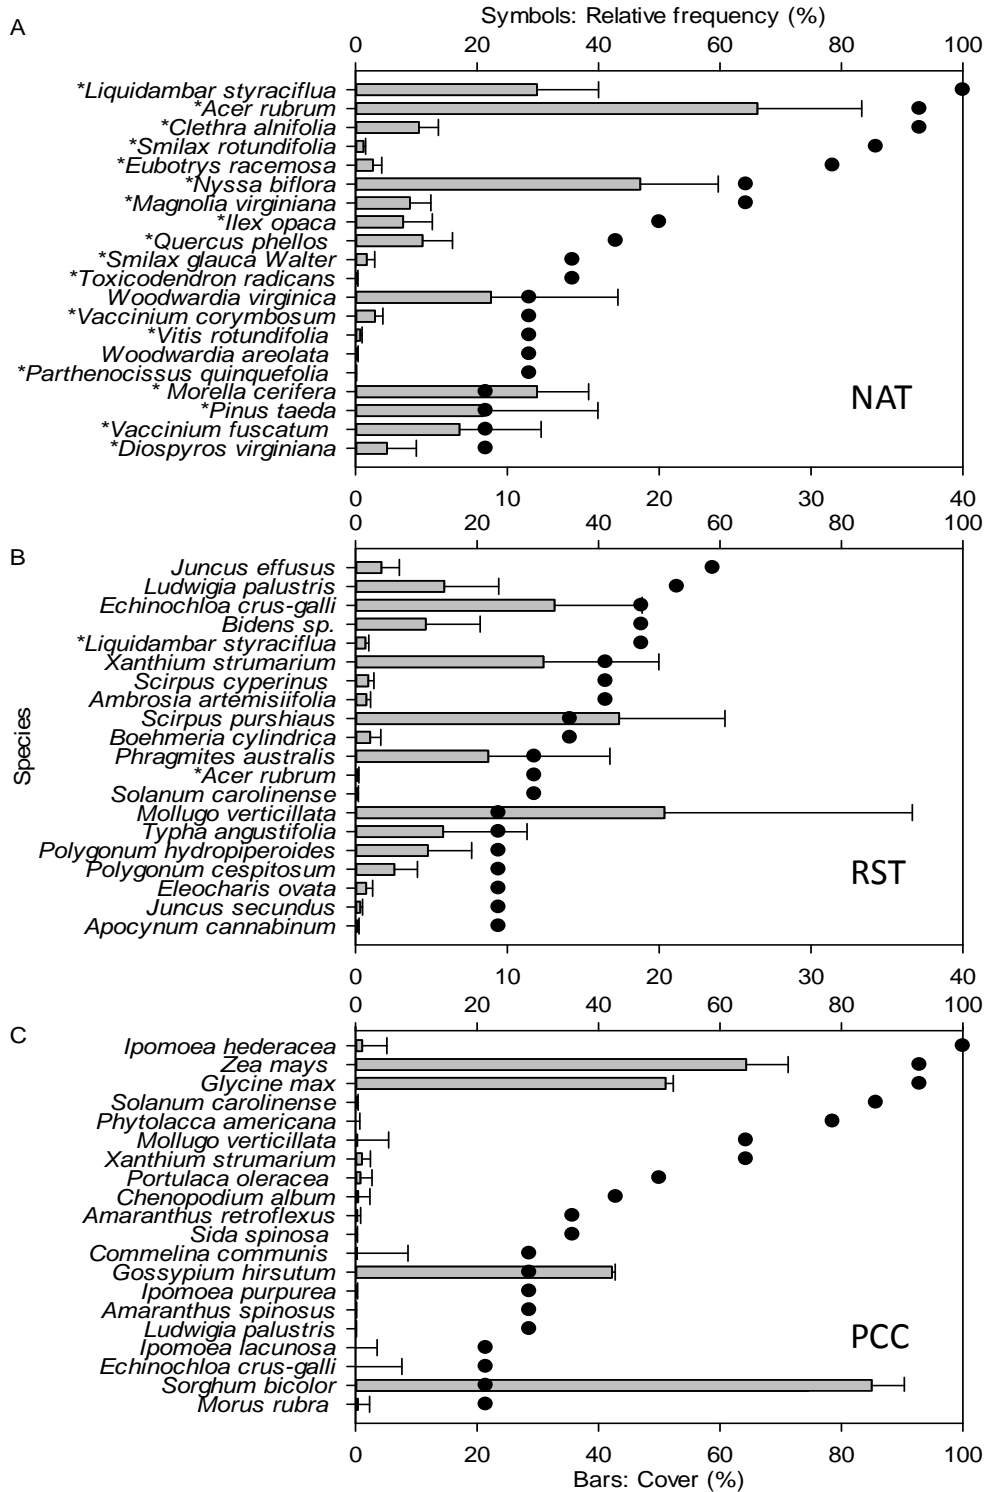 Symbols: Relative frequency (%)
A
0 20 40 60 80 100
*Liquidambar styraciflua
*Acer rubrum
*Clethra alnifolia
*Smilax rotundifolia
*Eubotrys racemosa
*Nyssa biflora
*Magnolia virginiana
*Ilex opaca
*Quercus phellos
*Smilax glauca Walter
*Toxicodendron radicans
Woodwardia virginica
*Vaccinium corymbosum
*Vitis rotundifolia
Woodwardia areolata
*Parthenocissus quinquefolia
* Morella cerifera
*Pinus taeda
*Vaccinium fuscatum
*Diospyros virginiana
NAT
0 10 20 30 40
0 20 40 60 80 100
B
Juncus effusus
Ludwigia palustris
Echinochloa crus-galli
Bidens sp.
*Liquidambar styraciflua
Xanthium strumarium
Scirpus cyperinus
Ambrosia artemisiifolia
Scirpus purshiaus
Boehmeria cylindrica
Phragmites australis
*Acer rubrum
Solanum carolinense
Mollugo verticillata
Typha angustifolia
Polygonum hydropiperoides
Polygonum cespitosum
Eleocharis ovata
Juncus secundus
Apocynum cannabinum
Species
RST
0 10 20 30 40
0 20 40 60 80 100
C
Ipomoea hederacea
Zea mays
Glycine max
Solanum carolinense
Phytolacca americana
Mollugo verticillata
Xanthium strumarium
Portulaca oleracea
Chenopodium album
Amaranthus retroflexus
Sida spinosa
Commelina communis
Gossypium hirsutum
Ipomoea purpurea
Amaranthus spinosus
Ludwigia palustris
Ipomoea lacunosa
Echinochloa crus-galli
Sorghum bicolor
Morus rubra
PCC
0 20 40 60 80 100
Bars: Cover (%)